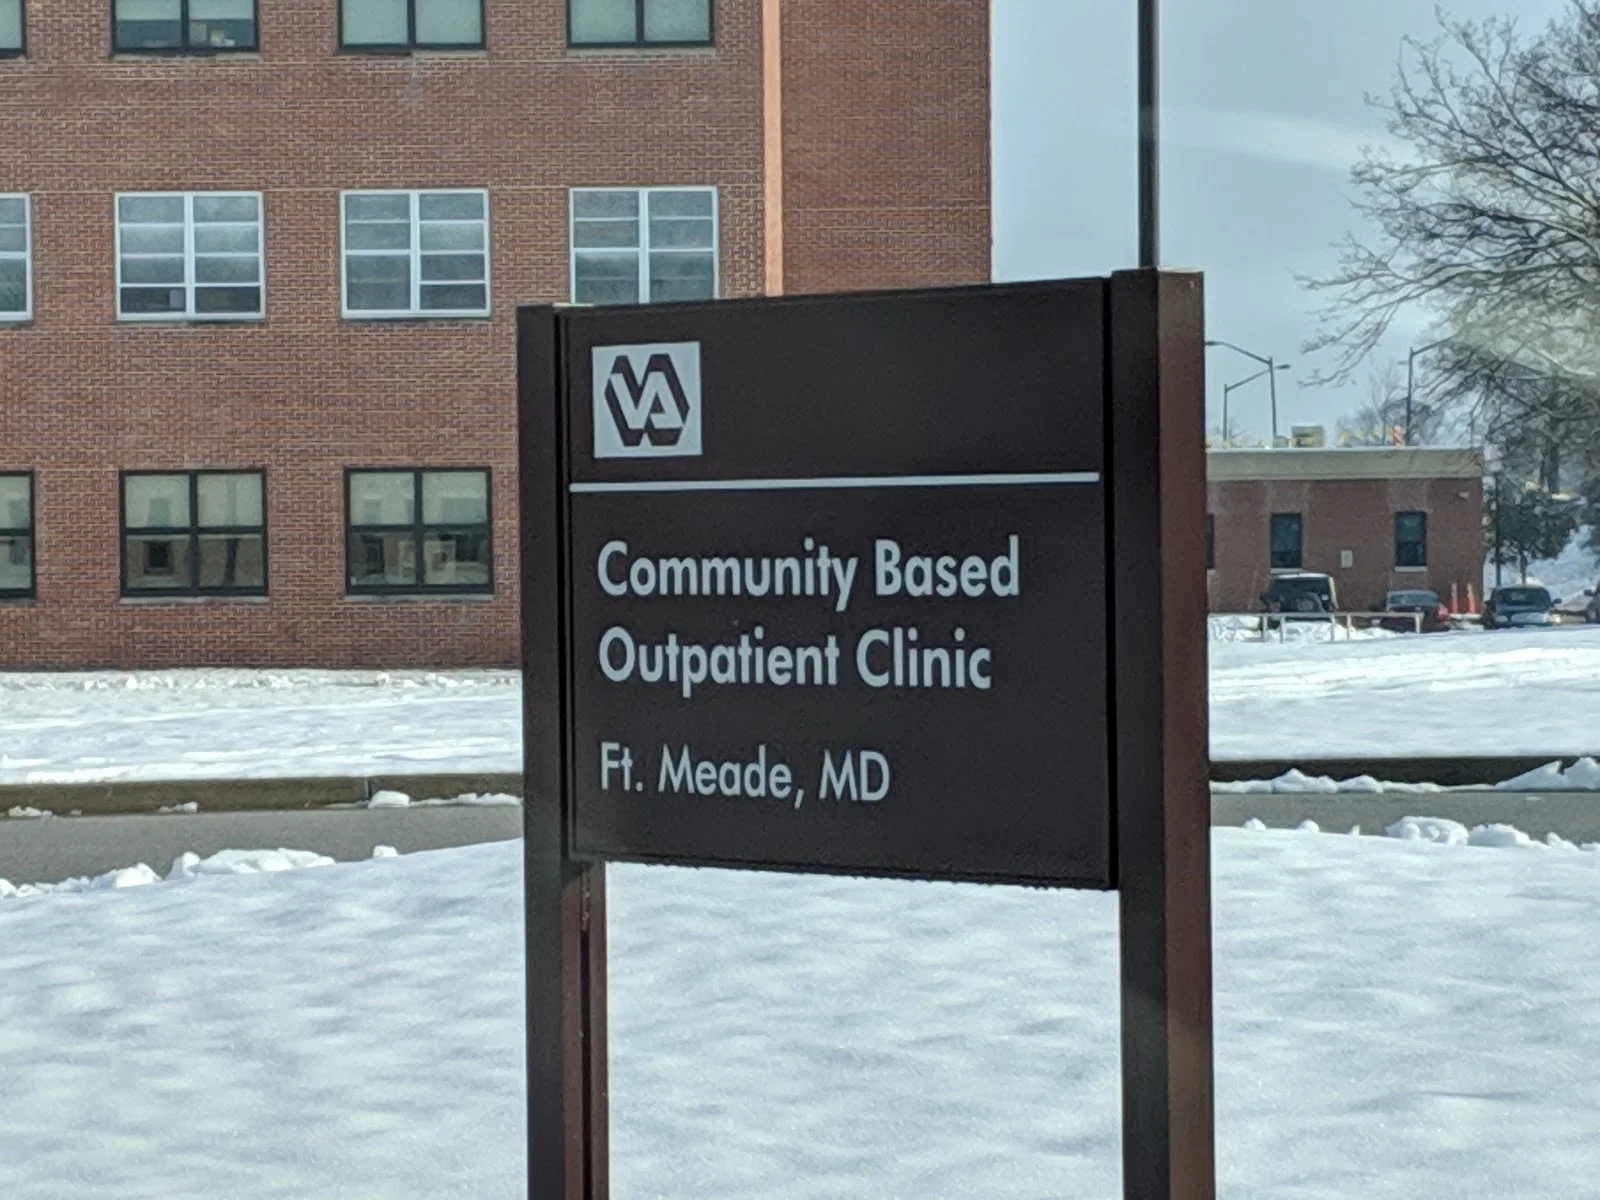 VA
Community Based
Outpatient Clinic
Ft. Meade, MD